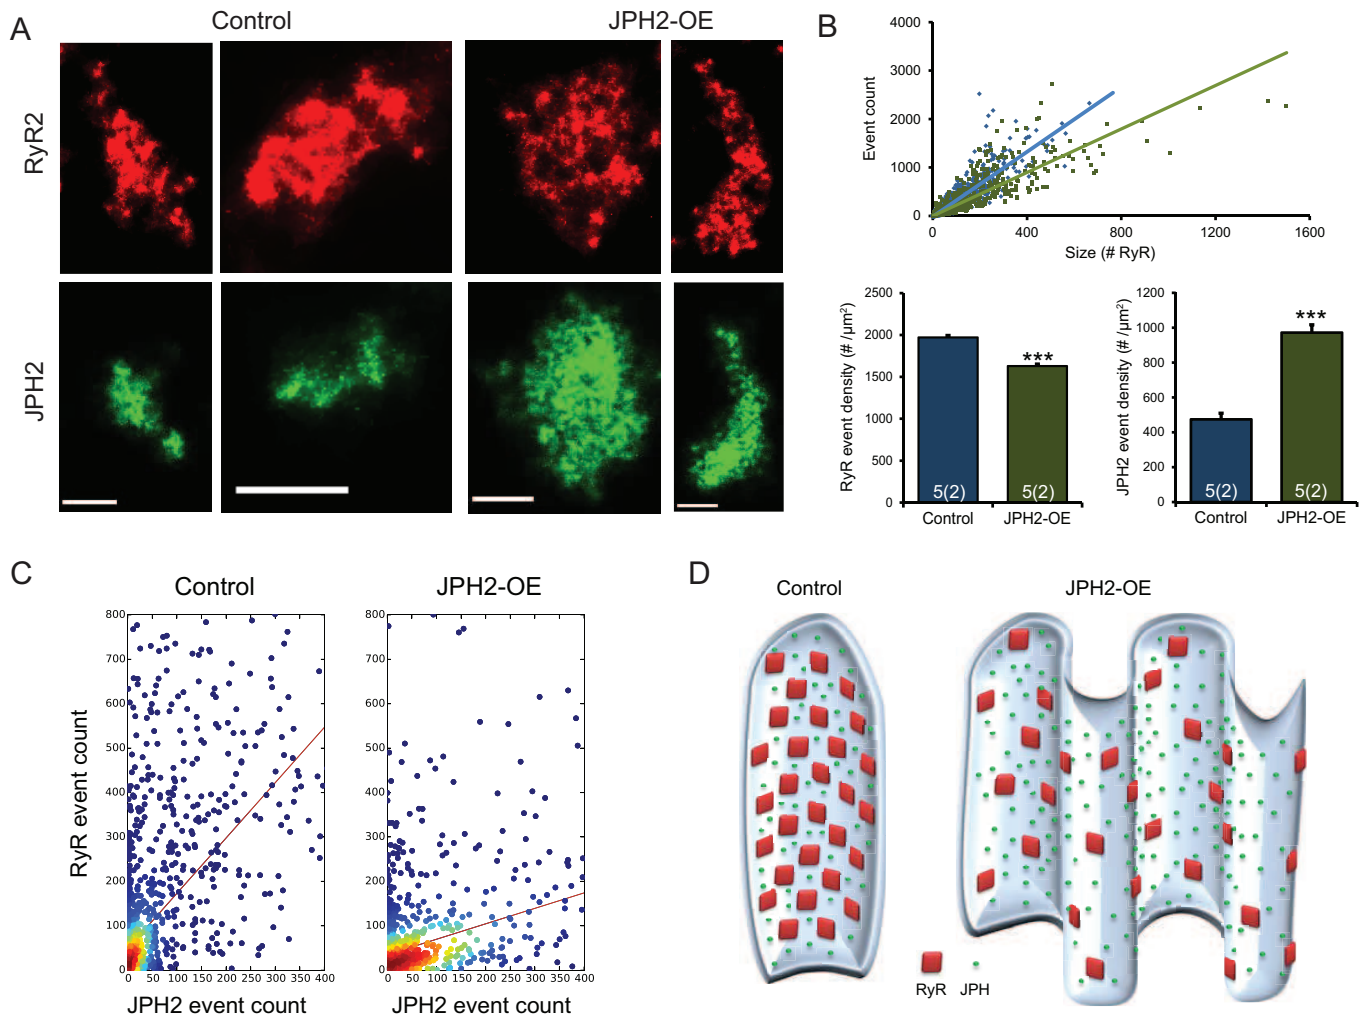 A
Control
JPH2-OE
RyR2
JPH2
B
Event count
4000
3000
2000
1000
0
0
400
800
1200
1600
Size (# RyR)
RyR event density (# /µm²)
2500
2000
1500
1000
500
0
***
5(2)
5(2)
Control
JPH2-OE
JPH2 event density (# /µm²)
1200
1000
800
600
400
200
0
***
5(2)
5(2)
Control
JPH2-OE
C
Control
JPH2-OE
RyR event count
800
700
600
500
400
300
200
100
0
0 50 100 150 200 250 300 350 400
JPH2 event count
800
700
600
500
400
300
200
100
0
0 50 100 150 200 250 300 350 400
JPH2 event count
D
Control
JPH2-OE
RyR
JPH